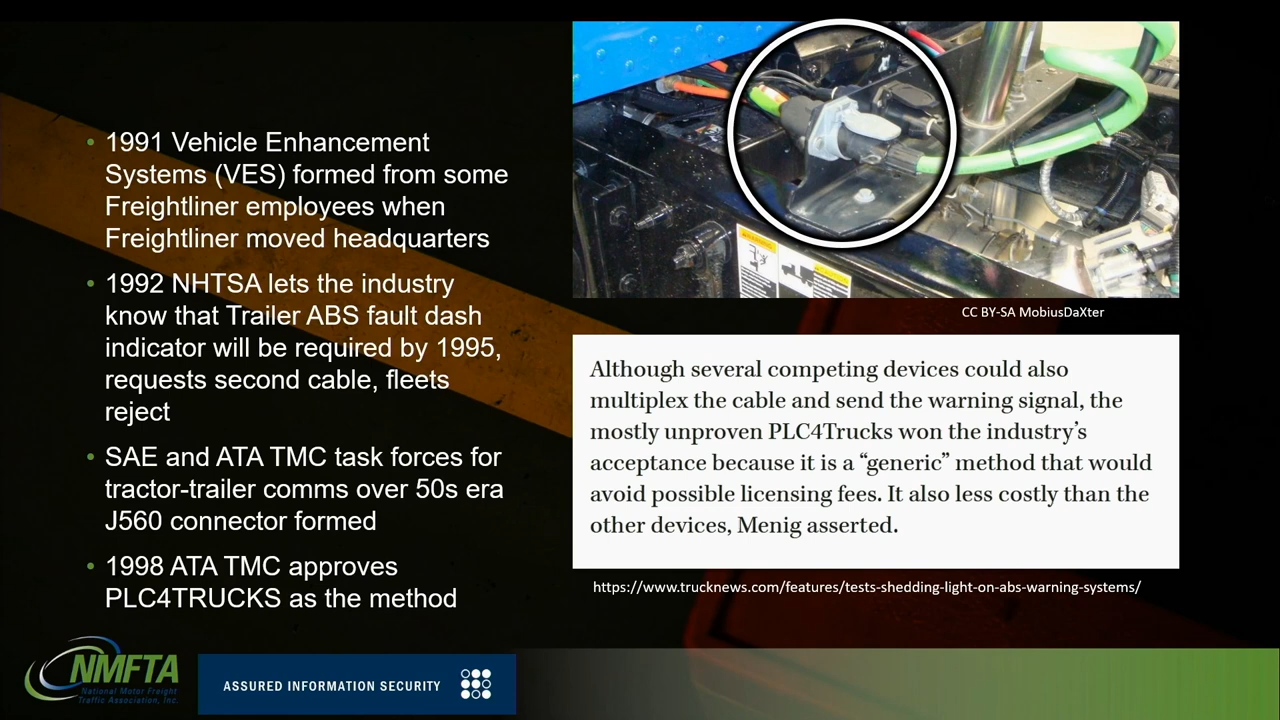 1991 Vehicle Enhancement
Systems (VES) formed from some
Freightliner employees when
Freightliner moved headquarters
1992 NHTSA lets the industry
know that Trailer ABS fault dash
indicator will be required by 1995,
requests second cable, fleets
reject
SAE and ATA TMC task forces for
tractor-trailer comms over 50s era
J560 connector formed
1998 ATA TMC approves
PLC4TRUCKS as the method
CC BY-SA MobiusDaXter
Although several competing devices could also
multiplex the cable and send the warning signal, the
mostly unproven PLC4Trucks won the industry's
acceptance because it is a “generic” method that would
avoid possible licensing fees. It also less costly than the
other devices, Menig asserted.
https://www.trucknews.com/features/tests-shedding-light-on-abs-warning-systems/
NMFTA
National Motor Freight
Traffic Association, Inc.
ASSURED INFORMATION SECURITY